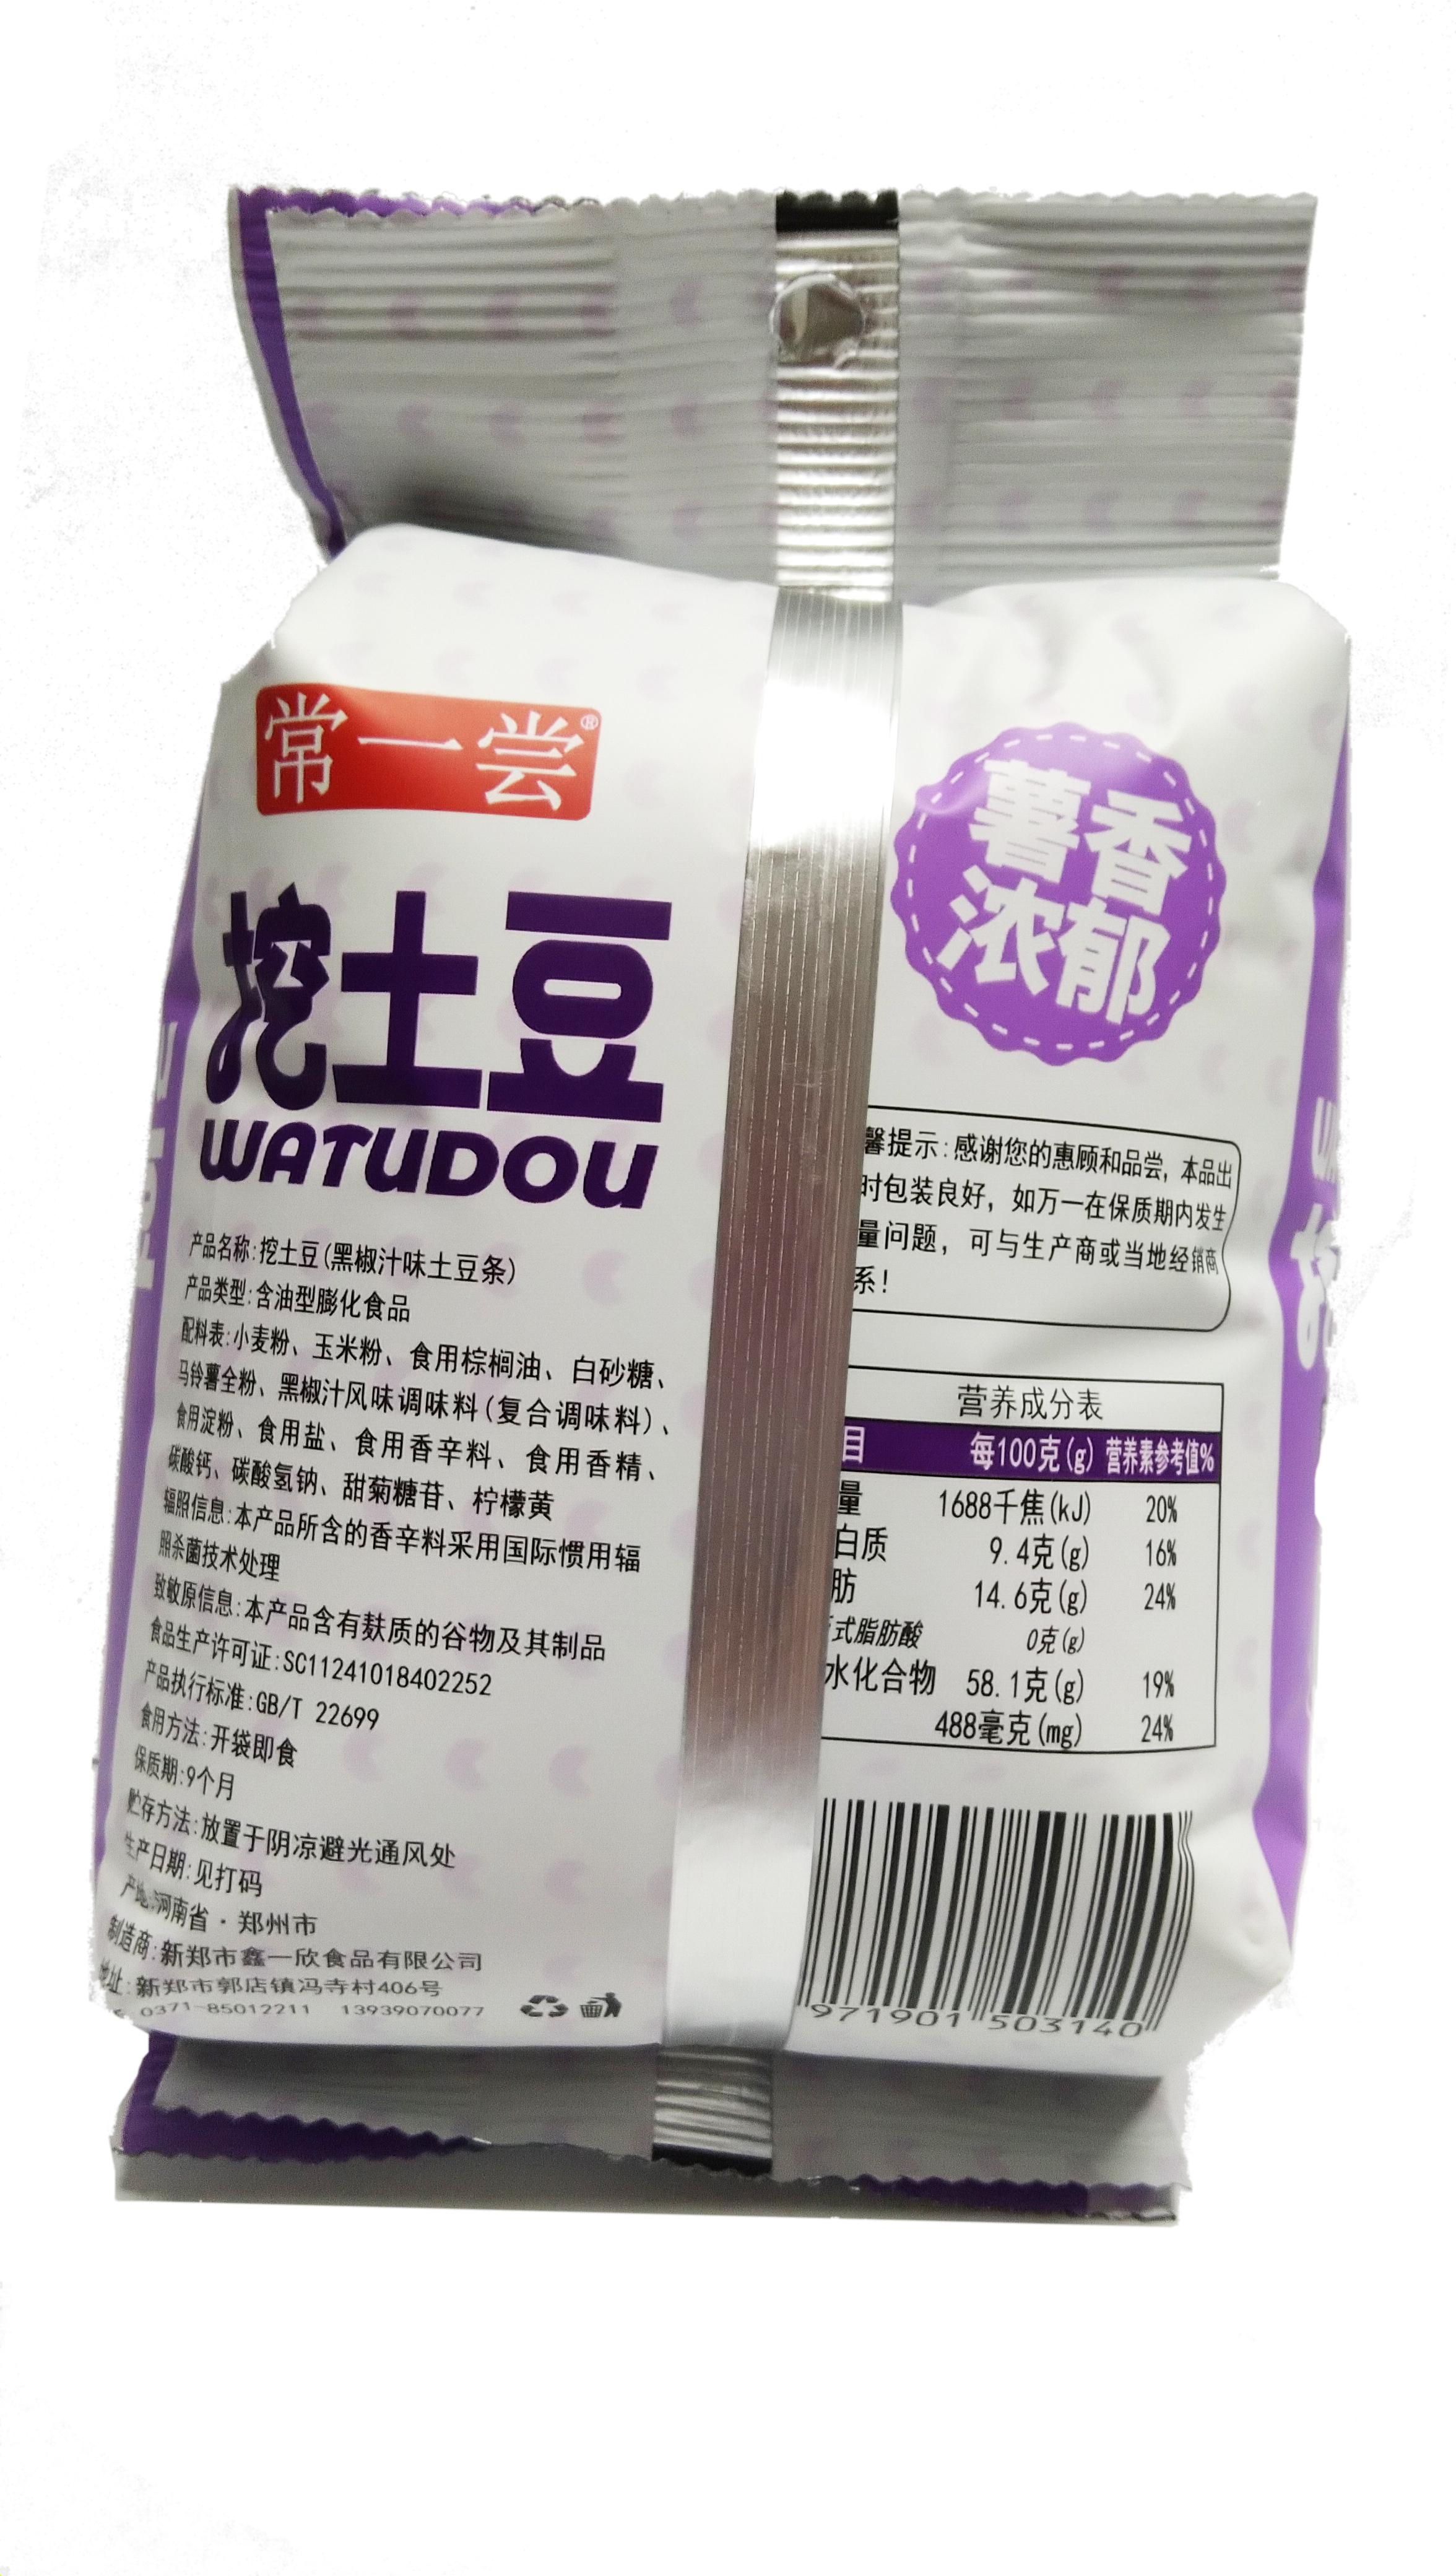 常一尝®
挖土豆
WATUDOU
产品名称:挖土豆(黑椒汁味土豆条)
产品类型:含油型膨化食品
配料表:小麦粉、玉米粉、食用棕榈油、白砂糖、
马铃薯全粉、黑椒汁风味调味料(复合调味料)、
食用淀粉、食用盐、食用香辛料、食用香精、
碳酸钙、碳酸氢钠、甜菊糖苷、柠檬黄
辐照信息:本产品所含的香辛料采用国际惯用辐
照杀菌技术处理
致敏原信息:本产品含有麸质的谷物及其制品
食品生产许可证:SC11241018402252
产品执行标准:GB/T 22699
食用方法:开袋即食
保质期:9个月
贮存方法:放置于阴凉避光通风处
生产日期:见打码
产地:河南省·郑州市
制造商:新郑市鑫一欣食品有限公司
地址:新郑市郭店镇冯寺村406号
0371-85012211 13939070077
薯香
浓郁
馨提示:感谢您的惠顾和品尝,本品出
时包装良好,如万一在保质期内发生
量问题,可与生产商或当地经销商
系!
营养成分表
目 每100克(g) 营养素参考值%
量 1688千焦(kJ) 20%
白质 9.4克(g) 16%
肪 14.6克(g) 24%
式脂肪酸 0克(g)
水化合物 58.1克(g) 19%
488毫克(mg) 24%
971901 503140